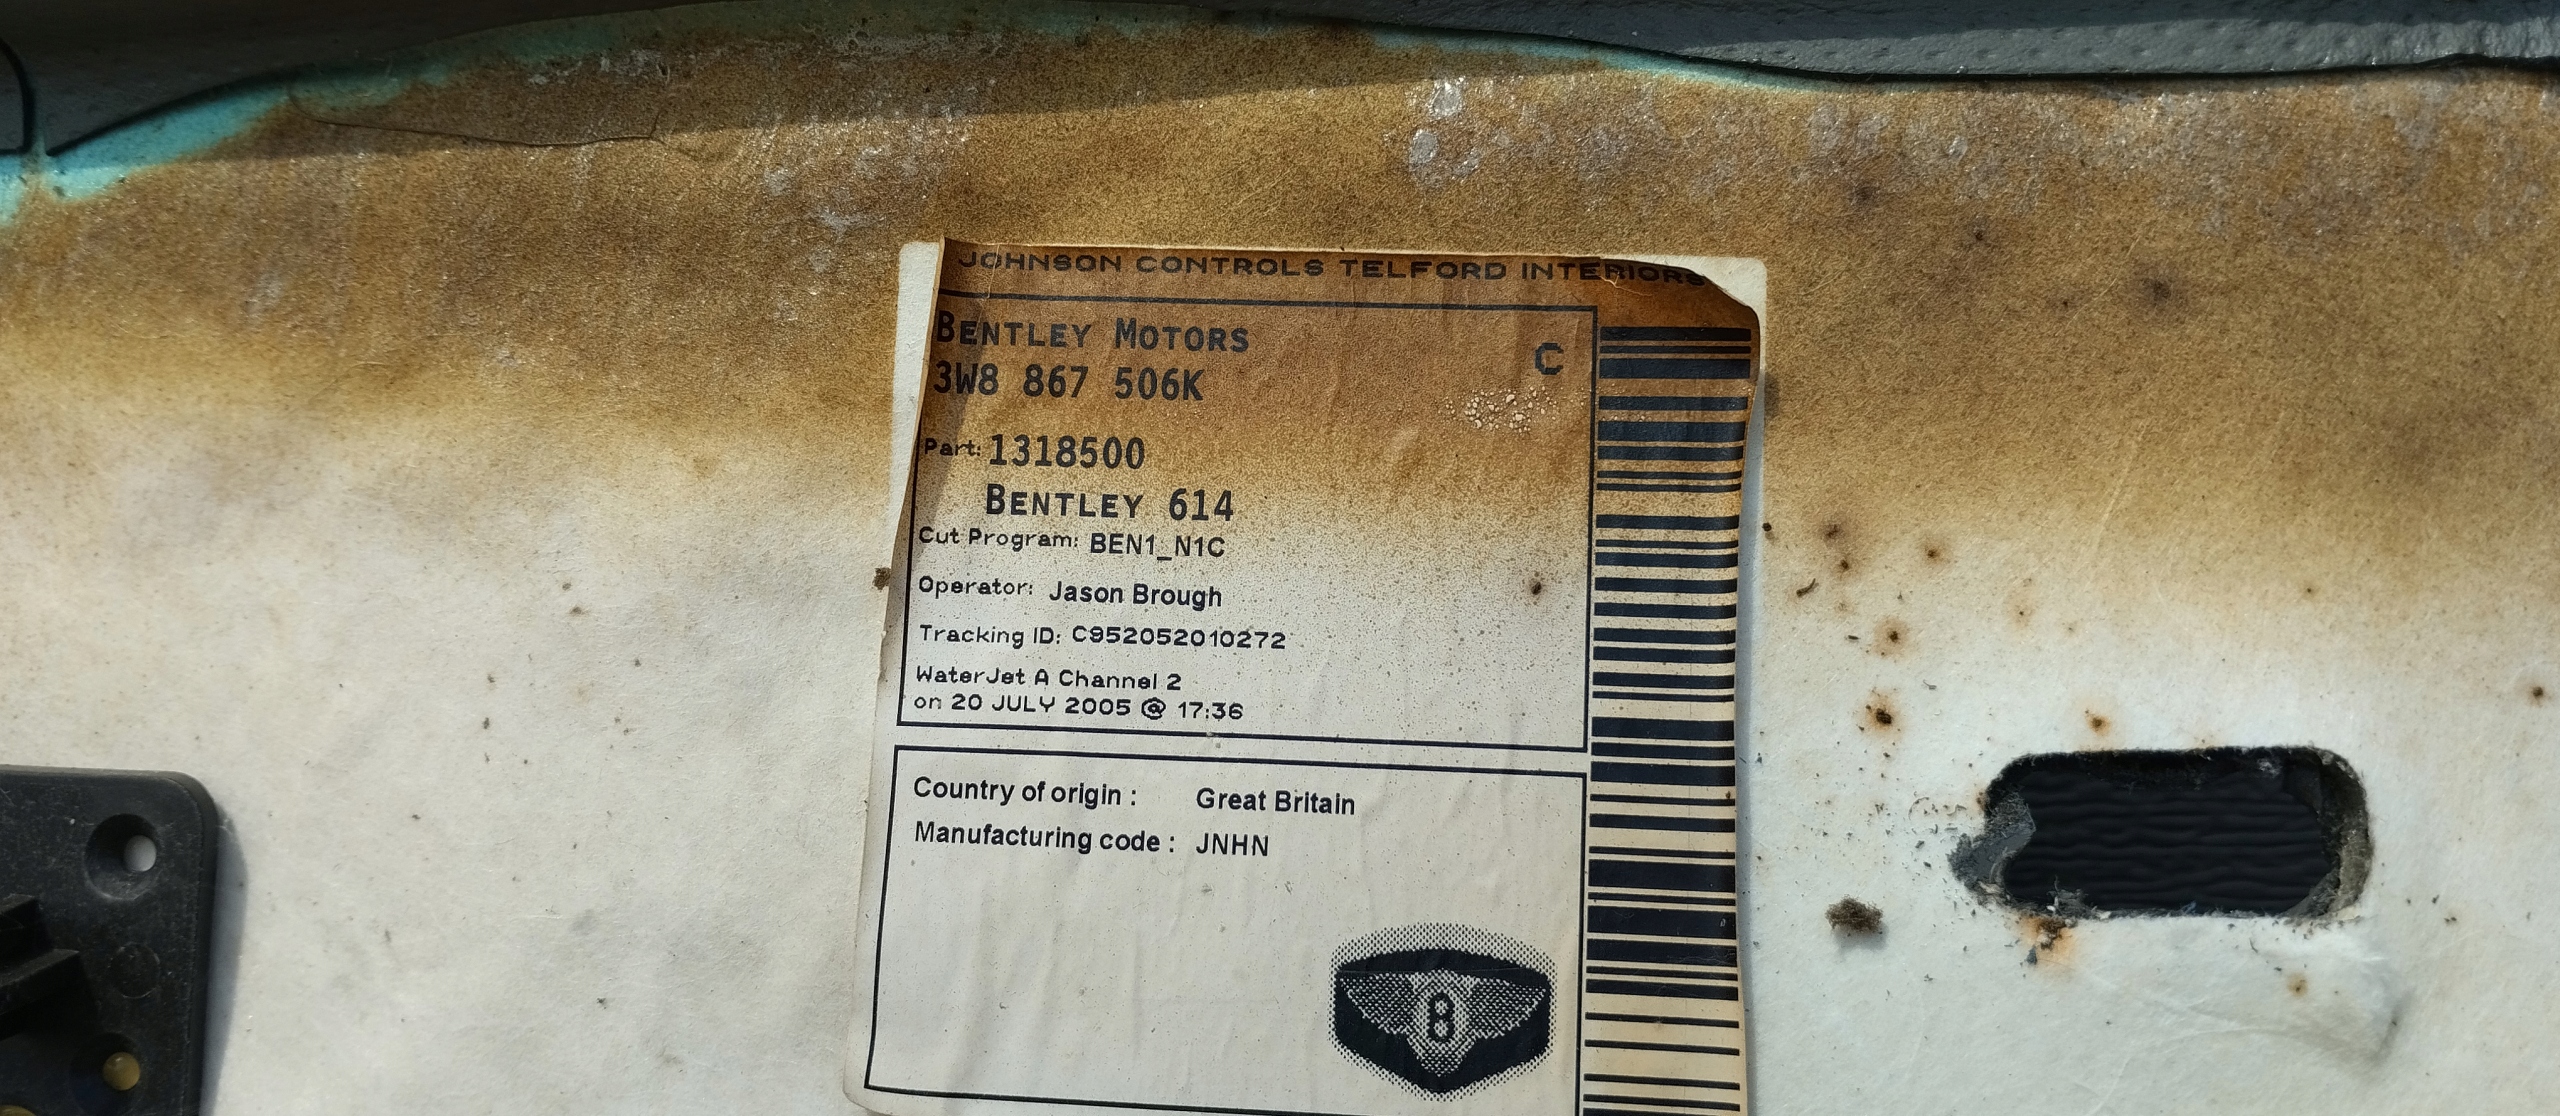 JOHNSON CONTROLS TELFORD INTERIORS
BENTLEY MOTORS
C
3W8 867 506K
Part: 1318500
BENTLEY 614
Cut Program: BEN1_N1C
Operator: Jason Brough
Tracking ID: C952052010272
WaterJet A Channel 2
on 20 JULY 2005 @ 17:36
Country of origin : Great Britain
Manufacturing code : JNHN
B